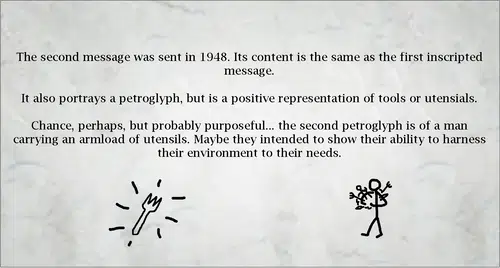 The second message was sent in 1948. Its content is the same as the first inscripted
message.
It also portrays a petroglyph, but is a positive representation of tools or utensials.
Chance, perhaps, but probably purposeful... the second petroglyph is of a man
carrying an armload of utensils. Maybe they intended to show their ability to harness
their environment to their needs.